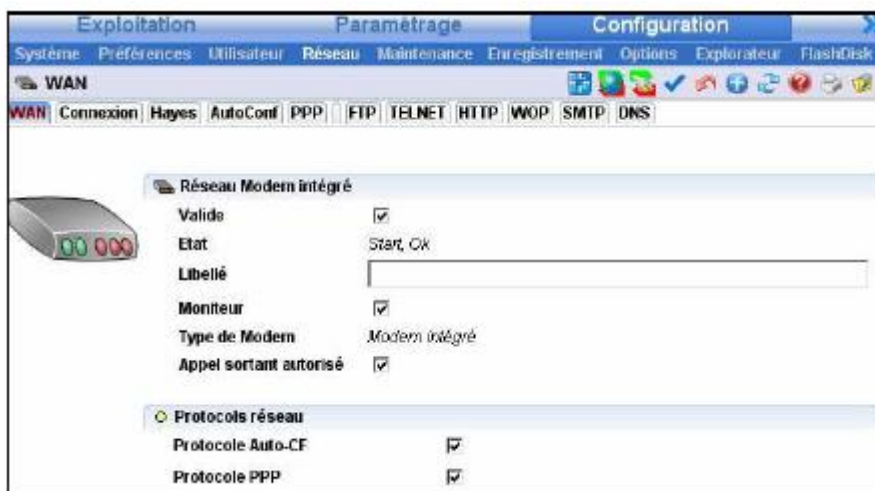 Exploitation Paramétrage Configuration
Système Préférences Utilisateur Réseau Maintenance Enregistrement Options Explorateur FlashDisk
WAN
WAN Connexion Hayes AutoConf PPP FTP TELNET HTTP WOP SMTP DNS
Réseau Modem intégré
Valide
Etat Start, Ok
Libellé
Moniteur
Type de Modem Modem intégré
Appel sortant autorisé
Protocols réseau
Protocole Auto-CF
Protocole PPP